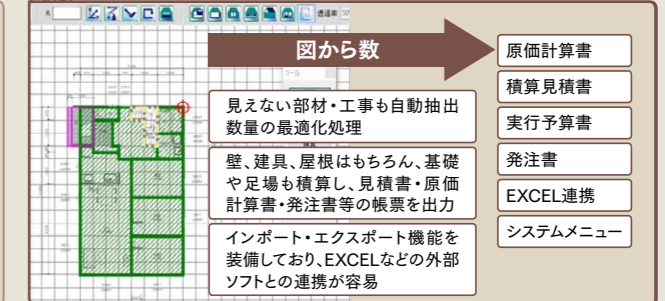 透過率
図から数
ツール
見えない部材・工事も自動抽出
数量の最適化処理
壁、建具、屋根はもちろん、基礎
や足場も積算し、見積書・原価
計算書・発注書等の帳票を出力
インポート・エクスポート機能を
装備しており、EXCELなどの外部
ソフトとの連携が容易
原価計算書
積算見積書
実行予算書
発注書
EXCEL連携
システムメニュー